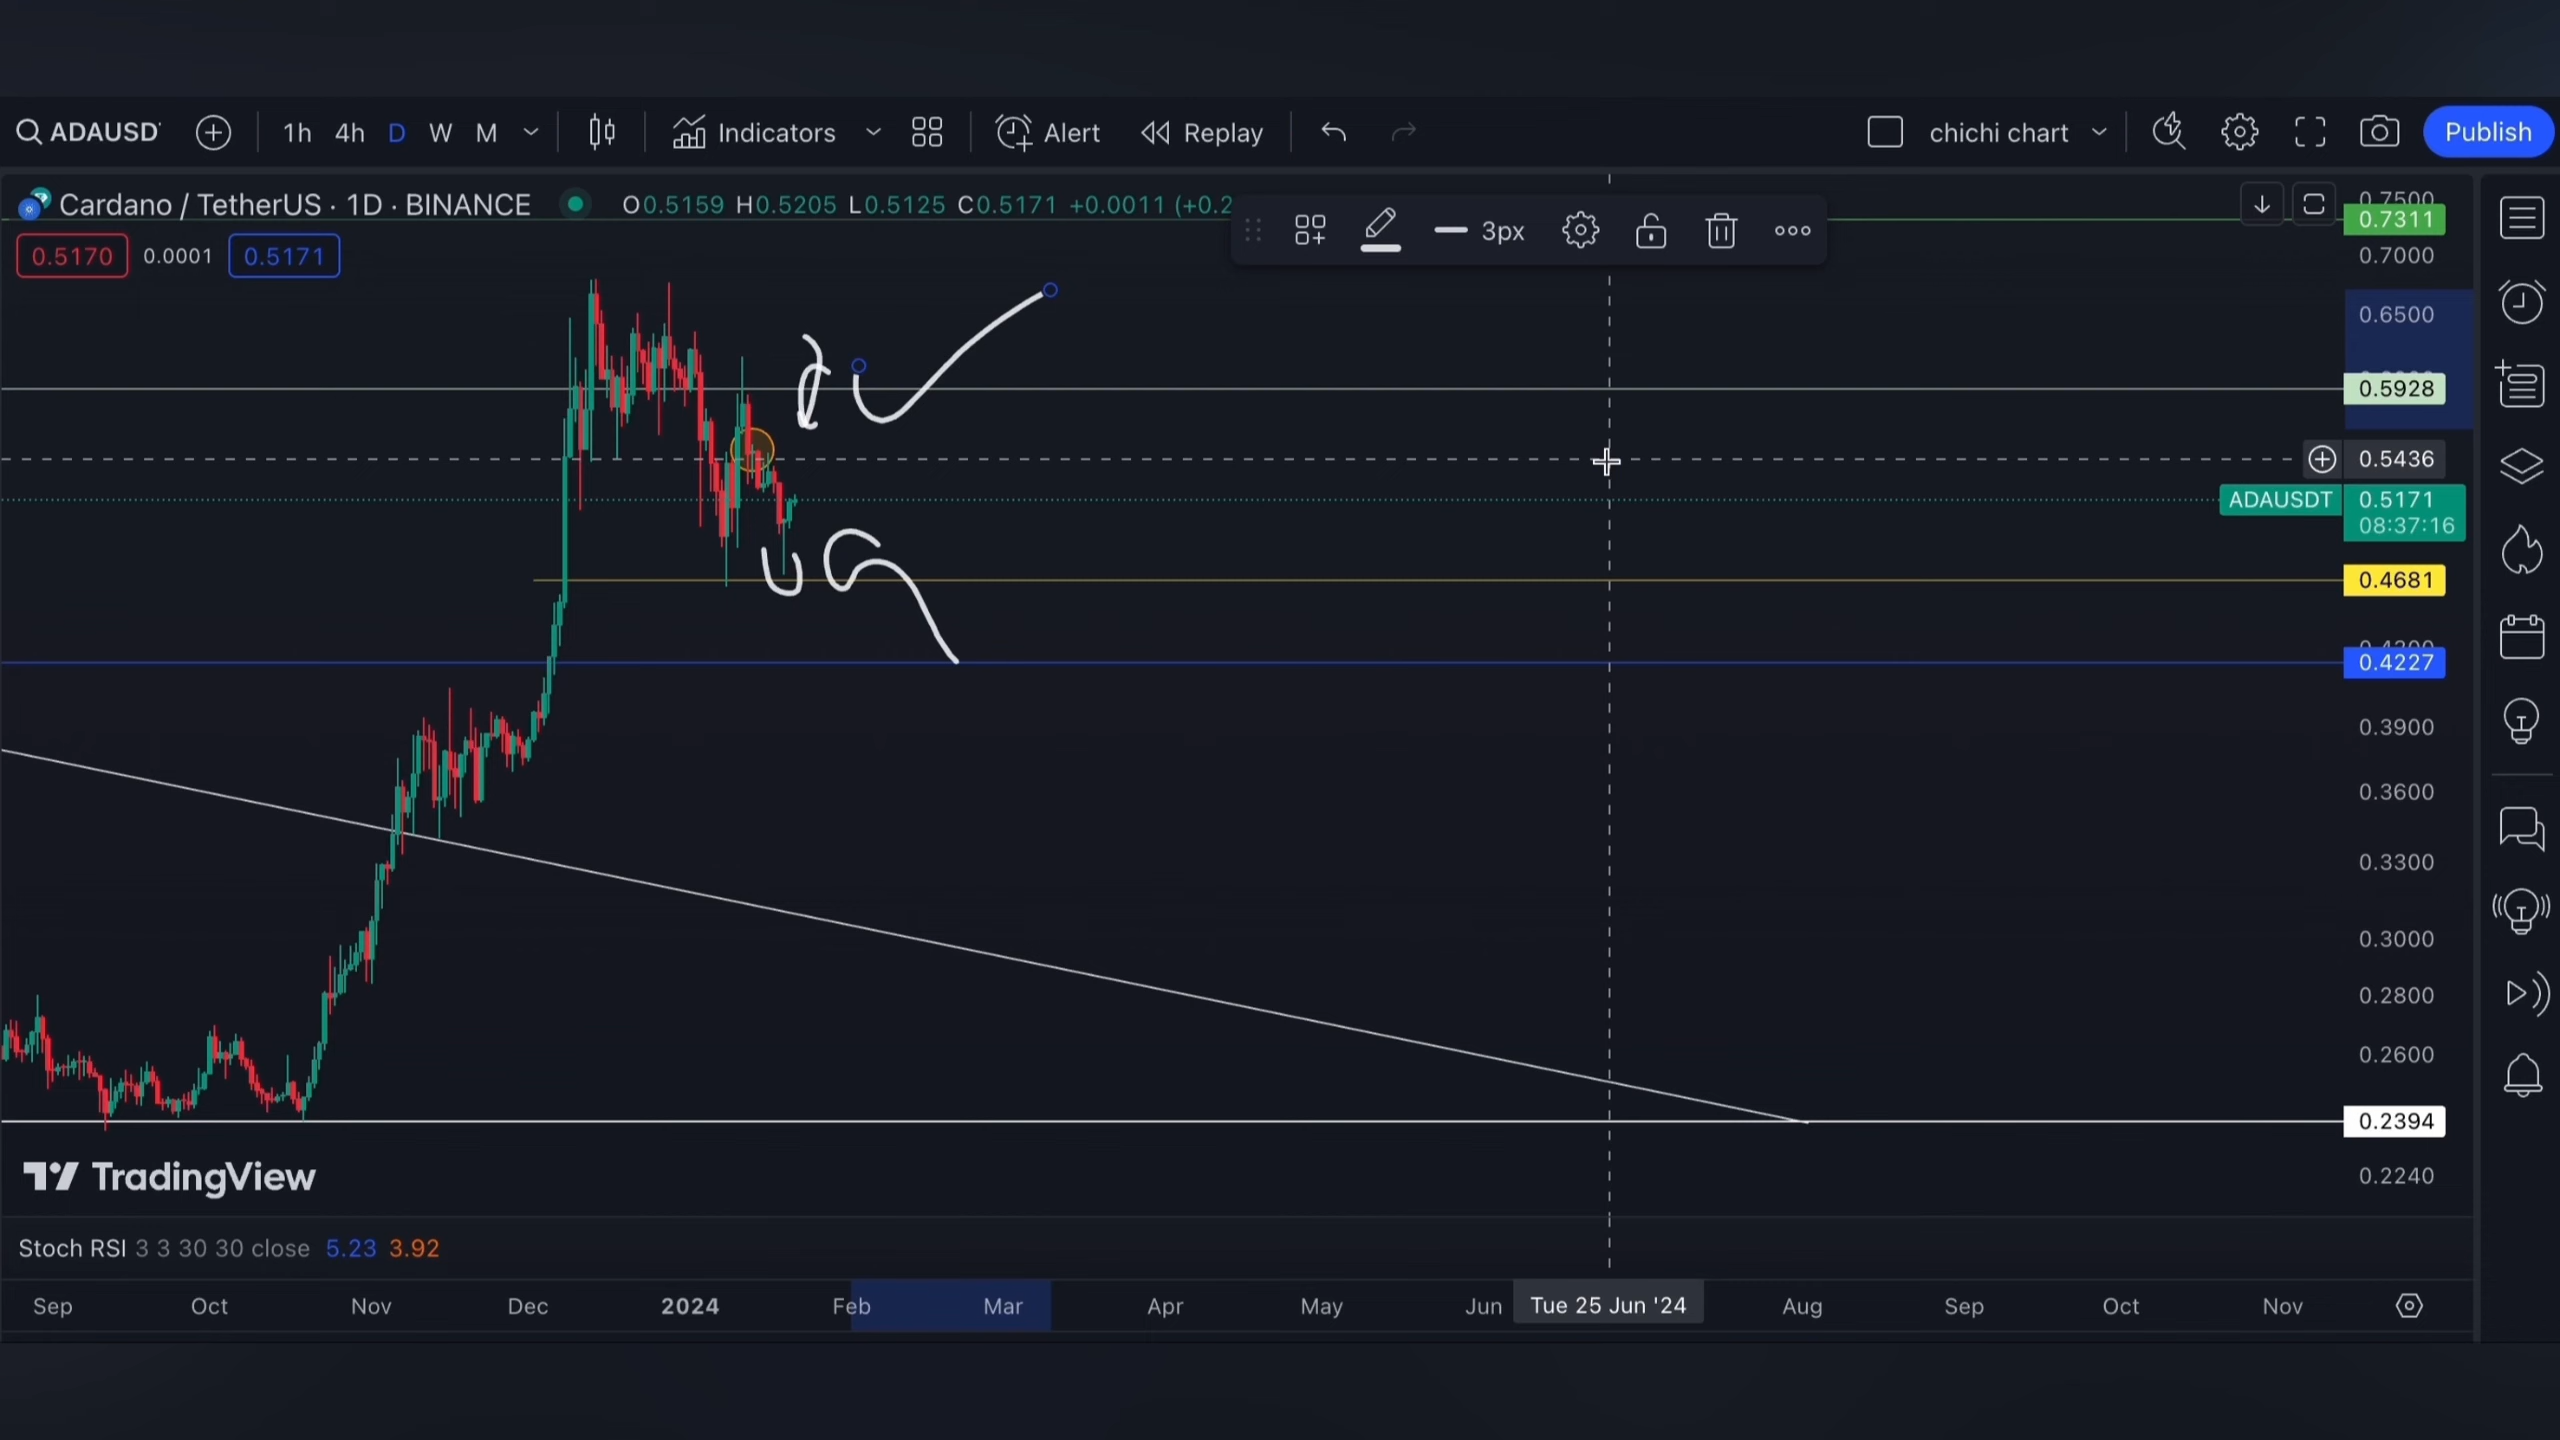 ADAUSD
1h 4h D W M Indicators Alert Replay chichi chart Publish
Cardano / TetherUS · 1D · BINANCE O0.5159 H0.5205 L0.5125 C0.5171 +0.0011 (+0.2
3px
0.5170 0.0001 0.5171
0.7500
0.7311
0.7000
0.6500
0.5928
0.5436
ADAUSDT 0.5171
08:37:16
0.4681
0.4227
0.3900
0.3600
0.3300
0.3000
0.2800
0.2600
0.2394
0.2240
TradingView
Stoch RSI 3 3 30 30 close 5.23 3.92
Sep Oct Nov Dec 2024 Feb Mar Apr May Jun Tue 25 Jun '24 Aug Sep Oct Nov